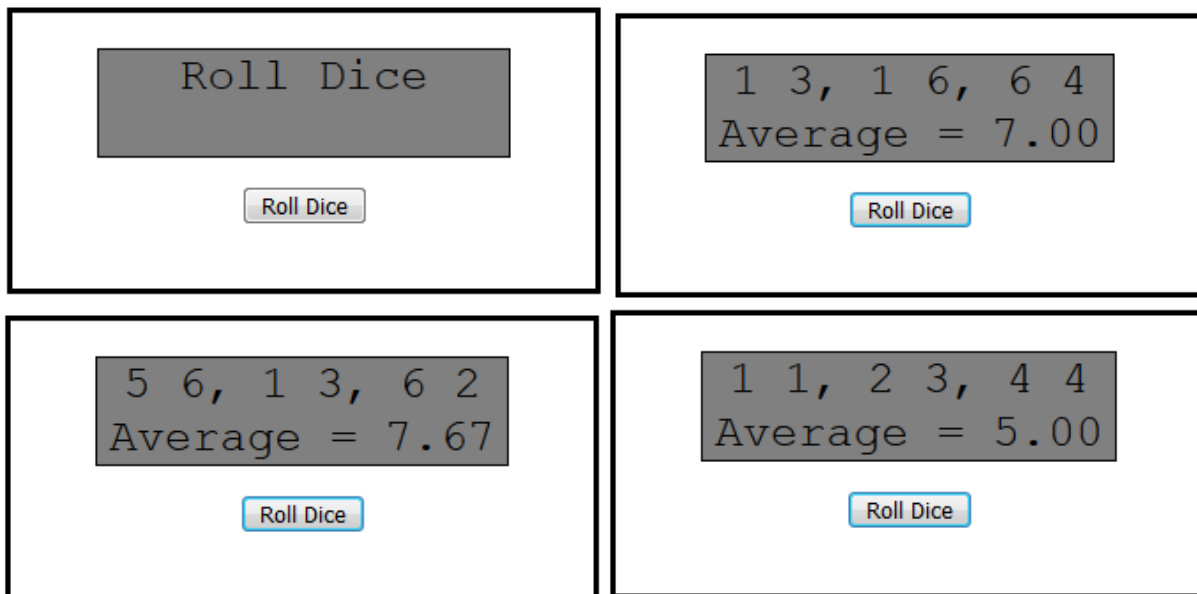 Roll Dice
Roll Dice
1 3, 1 6, 6 4
Average = 7.00
Roll Dice
5 6, 1 3, 6 2
Average = 7.67
Roll Dice
1 1, 2 3, 4 4
Average = 5.00
Roll Dice